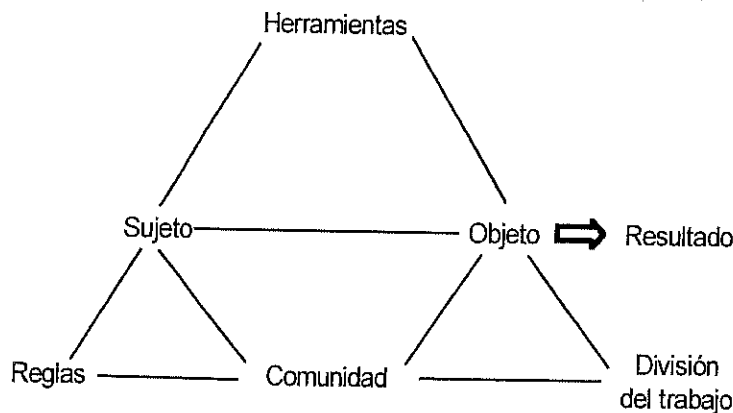 Herramientas
Sujeto
Objeto
Resultado
Reglas
Comunidad
División
del trabajo